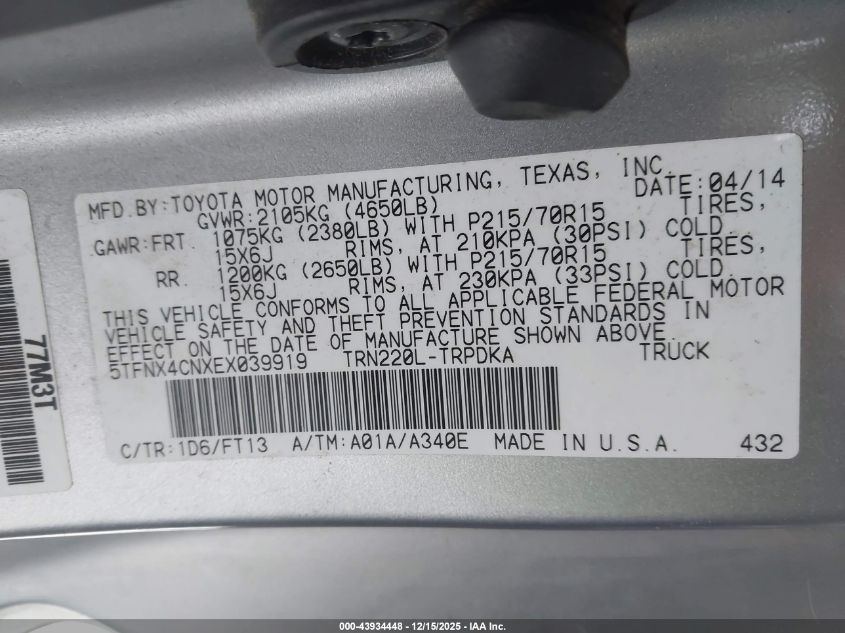 MFD. BY: TOYOTA MOTOR MANUFACTURING, TEXAS, INC.
GVWR: 2105KG (4650LB) DATE: 04/14
GAWR: FRT. 1075KG (2380LB) WITH P215/70R15 TIRES,
15X6J RIMS, AT 210KPA (30PSI) COLD.
RR. 1200KG (2650LB) WITH P215/70R15 TIRES,
15X6J RIMS, AT 230KPA (33PSI) COLD.
THIS VEHICLE CONFORMS TO ALL APPLICABLE FEDERAL MOTOR
VEHICLE SAFETY AND THEFT PREVENTION STANDARDS IN
EFFECT ON THE DATE OF MANUFACTURE SHOWN ABOVE.
5TFNX4CNXEX039919 TRN220L-TRPDKA TRUCK
C/TR: 1D6/FT13 A/TM: A01A/A340E MADE IN U.S.A. 432
77M3T
000-43934448 - 12/15/2025 - IAA Inc.